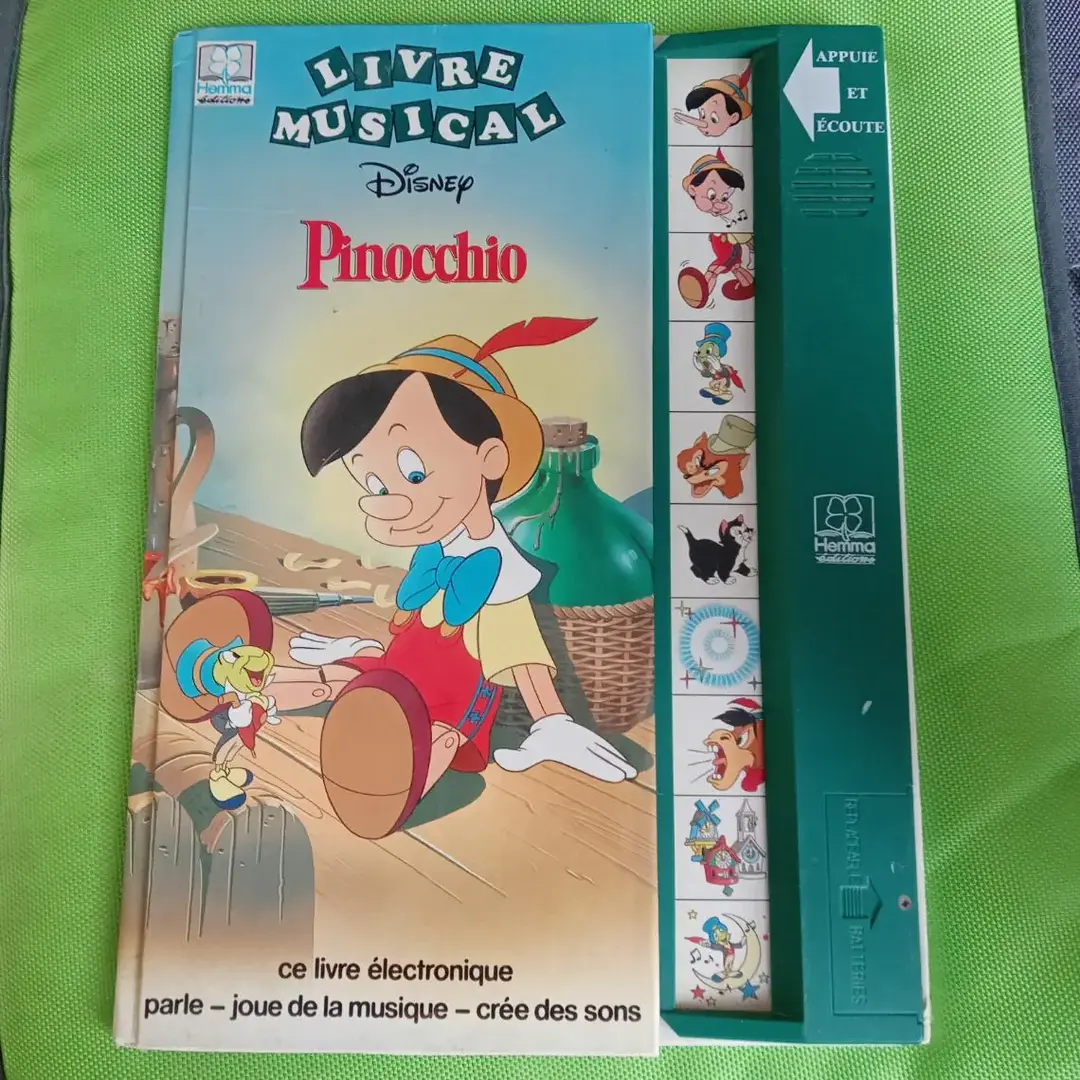 Hemma
éditions
LIVRE
MUSICAL
Disney
Pinocchio
ce livre électronique
parle – joue de la musique – crée des sons
APPUIE
ET
ÉCOUTE
Hemma
éditions
REPLACEABLE
BATTERIES